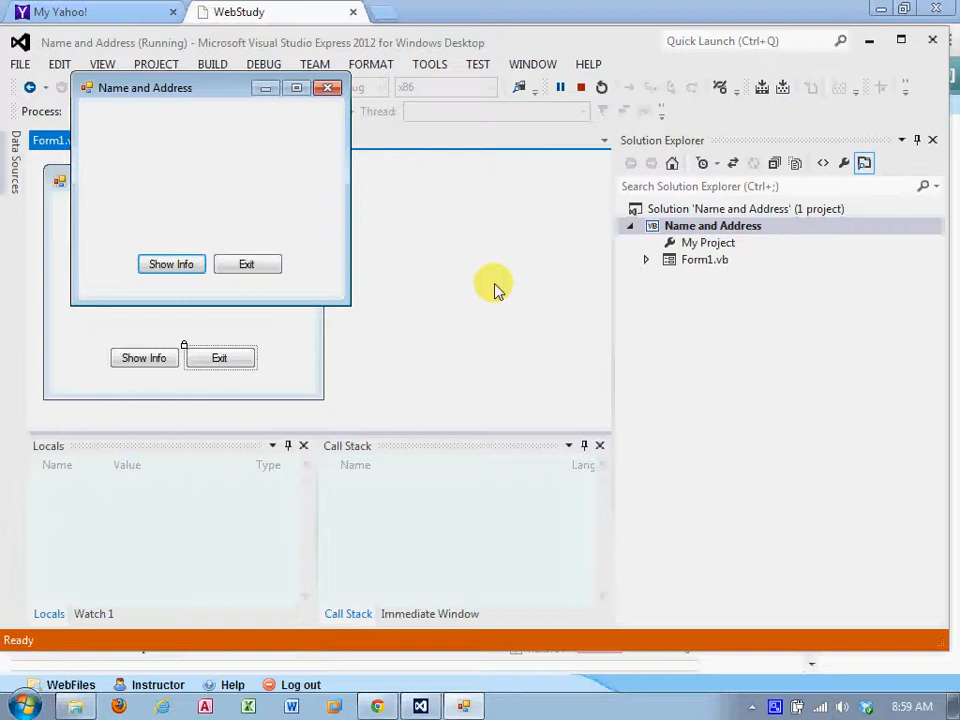 My Yahoo!
WebStudy
Name and Address (Running) - Microsoft Visual Studio Express 2012 for Windows Desktop
Quick Launch (Ctrl+Q)
FILE EDIT VIEW PROJECT BUILD DEBUG TEAM FORMAT TOOLS TEST WINDOW HELP
Name and Address
x86
Process:
Thread:
Form1.v
Solution Explorer
Data Sources
Search Solution Explorer (Ctrl+;)
Solution 'Name and Address' (1 project)
Name and Address
My Project
Form1.vb
Show Info
Exit
Show Info
Exit
Locals
Name Value Type
Call Stack
Name Lang
Locals Watch 1
Call Stack Immediate Window
Ready
WebFiles Instructor Help Log out
8:59 AM